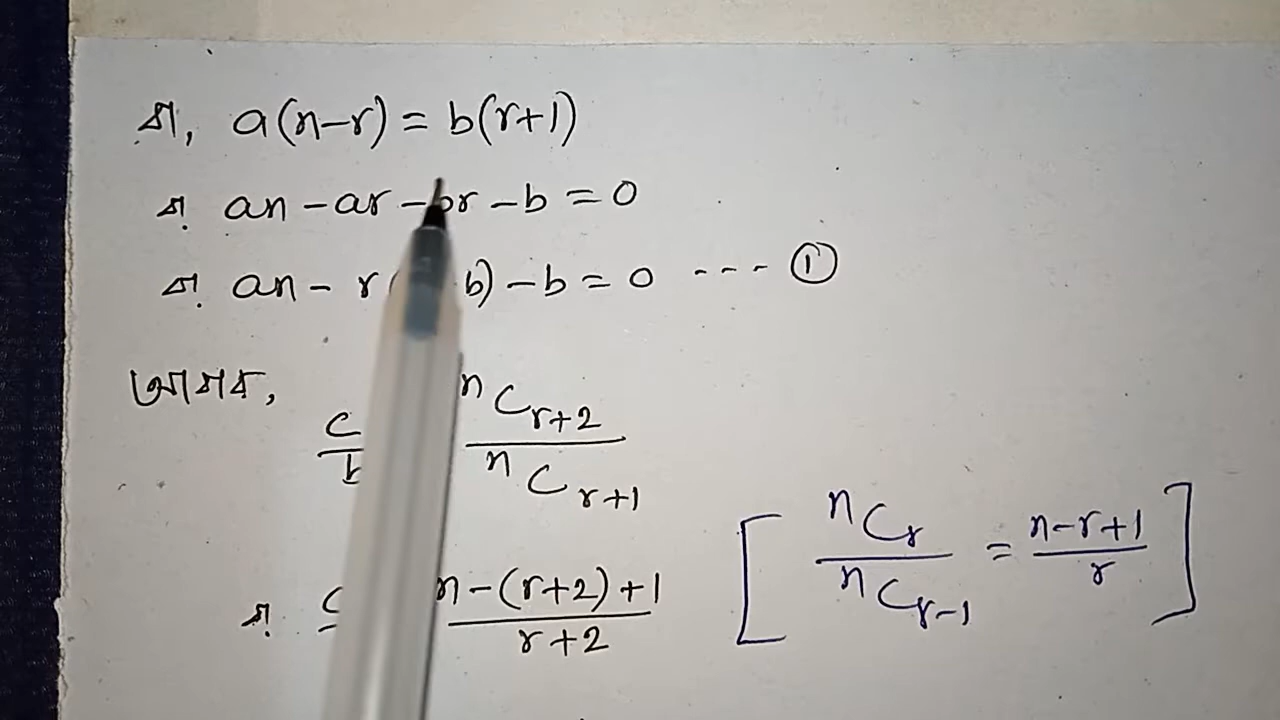 বা, a(n-r) = b(r+1)
বা, an - ar - br - b = 0
বা, an - r( b) - b = 0 --- ①
আবার,
c/b ⁿCᵣ₊₂ / ⁿCᵣ₊₁
[ ⁿCᵣ / ⁿCᵣ₋₁ = n-r+1 / r ]
বা, c n-(r+2)+1 / r+2